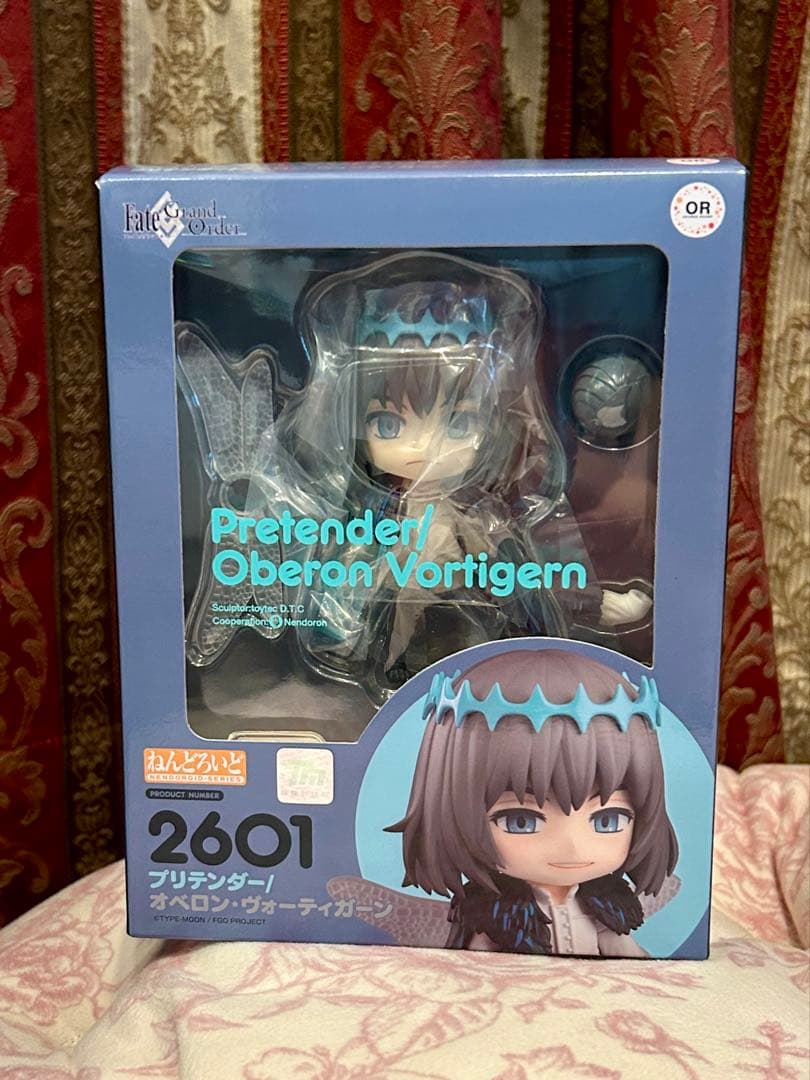 Fate
Grand
Order
OR
Pretender/
Oberon Vortigern
Sculptor:toytec D.T.C
Cooperation: Nendoron
ねんどろいど
NENDOROID-SERIES
PRODUCT NUMBER
2601
プリテンダー/
オベロン・ヴォーティガーン
©TYPE-MOON / FGO PROJECT